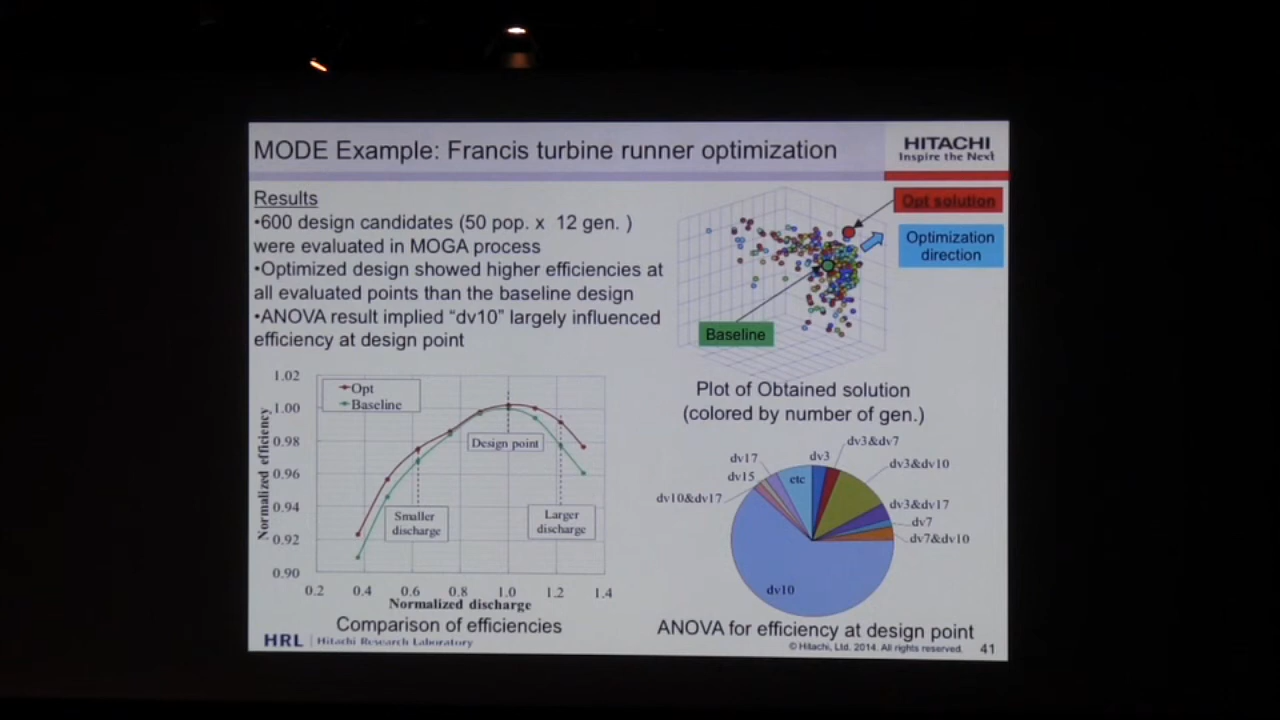 MODE Example: Francis turbine runner optimization
HITACHI
Inspire the Next
Results
•600 design candidates (50 pop. x 12 gen. )
were evaluated in MOGA process
•Optimized design showed higher efficiencies at
all evaluated points than the baseline design
•ANOVA result implied “dv10” largely influenced
efficiency at design point
Opt solution
Optimization
direction
Baseline
Plot of Obtained solution
(colored by number of gen.)
1.02
1.00
0.98
0.96
0.94
0.92
0.90
Normalized efficiency
Opt
Baseline
Design point
Smaller
discharge
Larger
discharge
0.2 0.4 0.6 0.8 1.0 1.2 1.4
Normalized discharge
Comparison of efficiencies
dv3
dv3&dv7
dv3&dv10
dv3&dv17
dv7
dv7&dv10
dv10
dv10&dv17
dv15
dv17
etc
ANOVA for efficiency at design point
HRL | Hitachi Research Laboratory
© Hitachi, Ltd. 2014. All rights reserved. 41